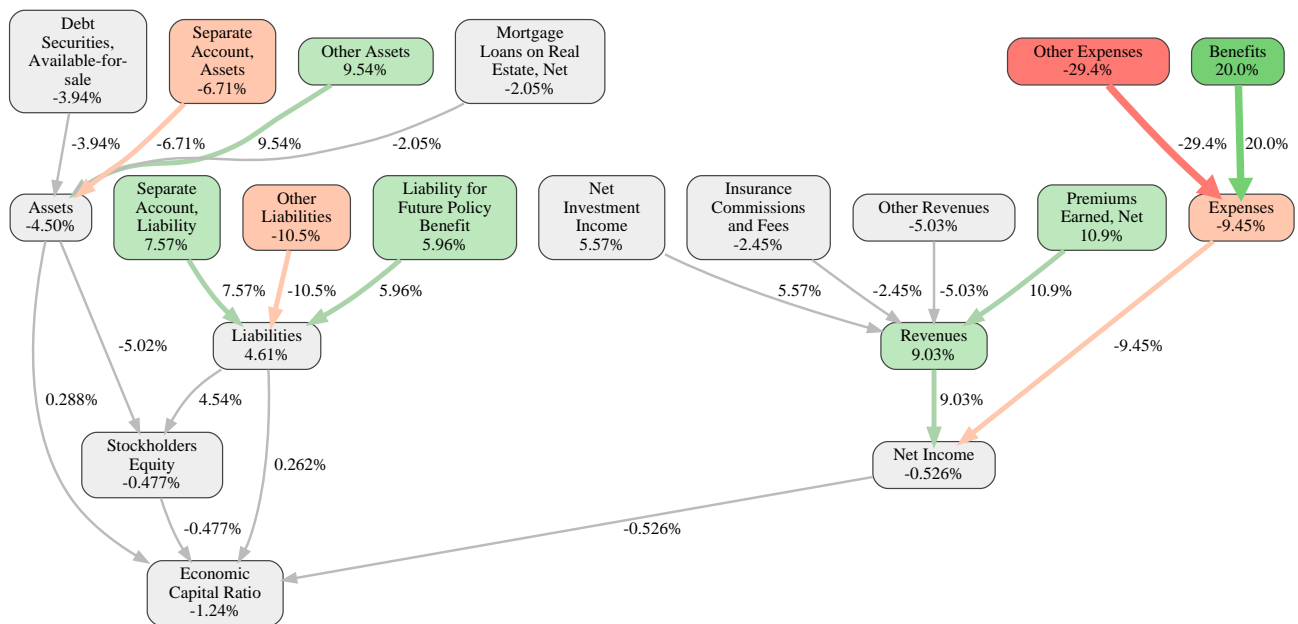 Debt
Securities,
Available-for-
sale
-3.94%
Separate
Account,
Assets
-6.71%
Other Assets
9.54%
Mortgage
Loans on Real
Estate, Net
-2.05%
Other Expenses
-29.4%
Benefits
20.0%
-3.94%
-6.71%
9.54%
-2.05%
-29.4%
20.0%
Assets
-4.50%
Separate
Account,
Liability
7.57%
Other
Liabilities
-10.5%
Liability for
Future Policy
Benefit
5.96%
Net
Investment
Income
5.57%
Insurance
Commissions
and Fees
-2.45%
Other Revenues
-5.03%
Premiums
Earned, Net
10.9%
Expenses
-9.45%
7.57%
-10.5%
5.96%
5.57%
-2.45%
-5.03%
10.9%
-5.02%
Liabilities
4.61%
Revenues
9.03%
-9.45%
0.288%
4.54%
9.03%
Stockholders
Equity
-0.477%
0.262%
Net Income
-0.526%
-0.477%
-0.526%
Economic
Capital Ratio
-1.24%